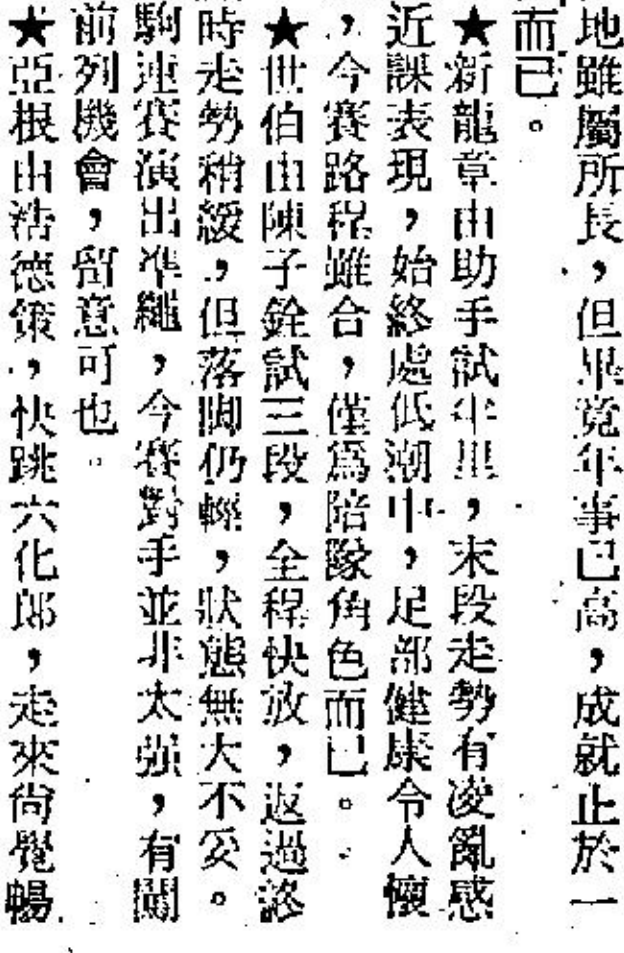 地雖屬所長，但畢竟年事已高，成就止於一
而已。
★新龍章由助手試半里，末段走勢有凌亂感
近課表現，始終處低潮中，足部健康令人懷
，今賽路程雖合，僅為陪隊角色而已。
★世伯由陳子銓試三段，全程快放，返過終
時走勢稍緩，但落脚仍輕，狀態無大不妥。
駒連賽演出準繩，今賽對手並非太强，有闖
前列機會，留意可也。
★亞根由浩德策，快跳六化郎，走來尚覺暢